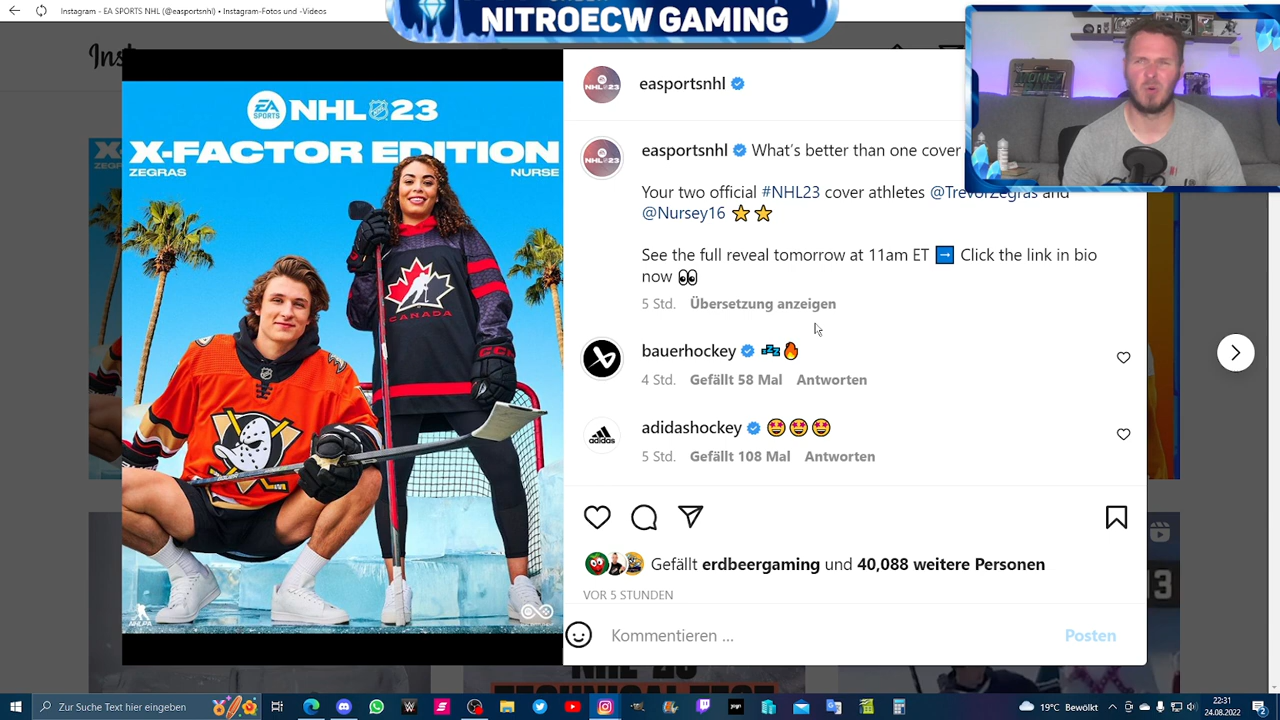 Instagram - EA SPORTS NHL (@easportsnhl) • Instagram-Fotos und -Videos
NITROECW GAMING
EA SPORTS NHL 23
X-FACTOR EDITION
ZEGRAS
NURSE
CANADA
NHLPA
easportsnhl
easportsnhl What's better than one cover
Your two official #NHL23 cover athletes @TrevorZegras and
@Nursey16 ⭐⭐
See the full reveal tomorrow at 11am ET ➡️ Click the link in bio
now 👀
5 Std. Übersetzung anzeigen
bauerhockey 💤🔥
4 Std. Gefällt 58 Mal Antworten
adidashockey 🤩🤩🤩
adidas
5 Std. Gefällt 108 Mal Antworten
Gefällt erdbeergaming und 40,088 weitere Personen
VOR 5 STUNDEN
Kommentieren ...
Posten
Zur Suche Text hier eingeben
19°C Bewölkt
22:31
24.08.2022